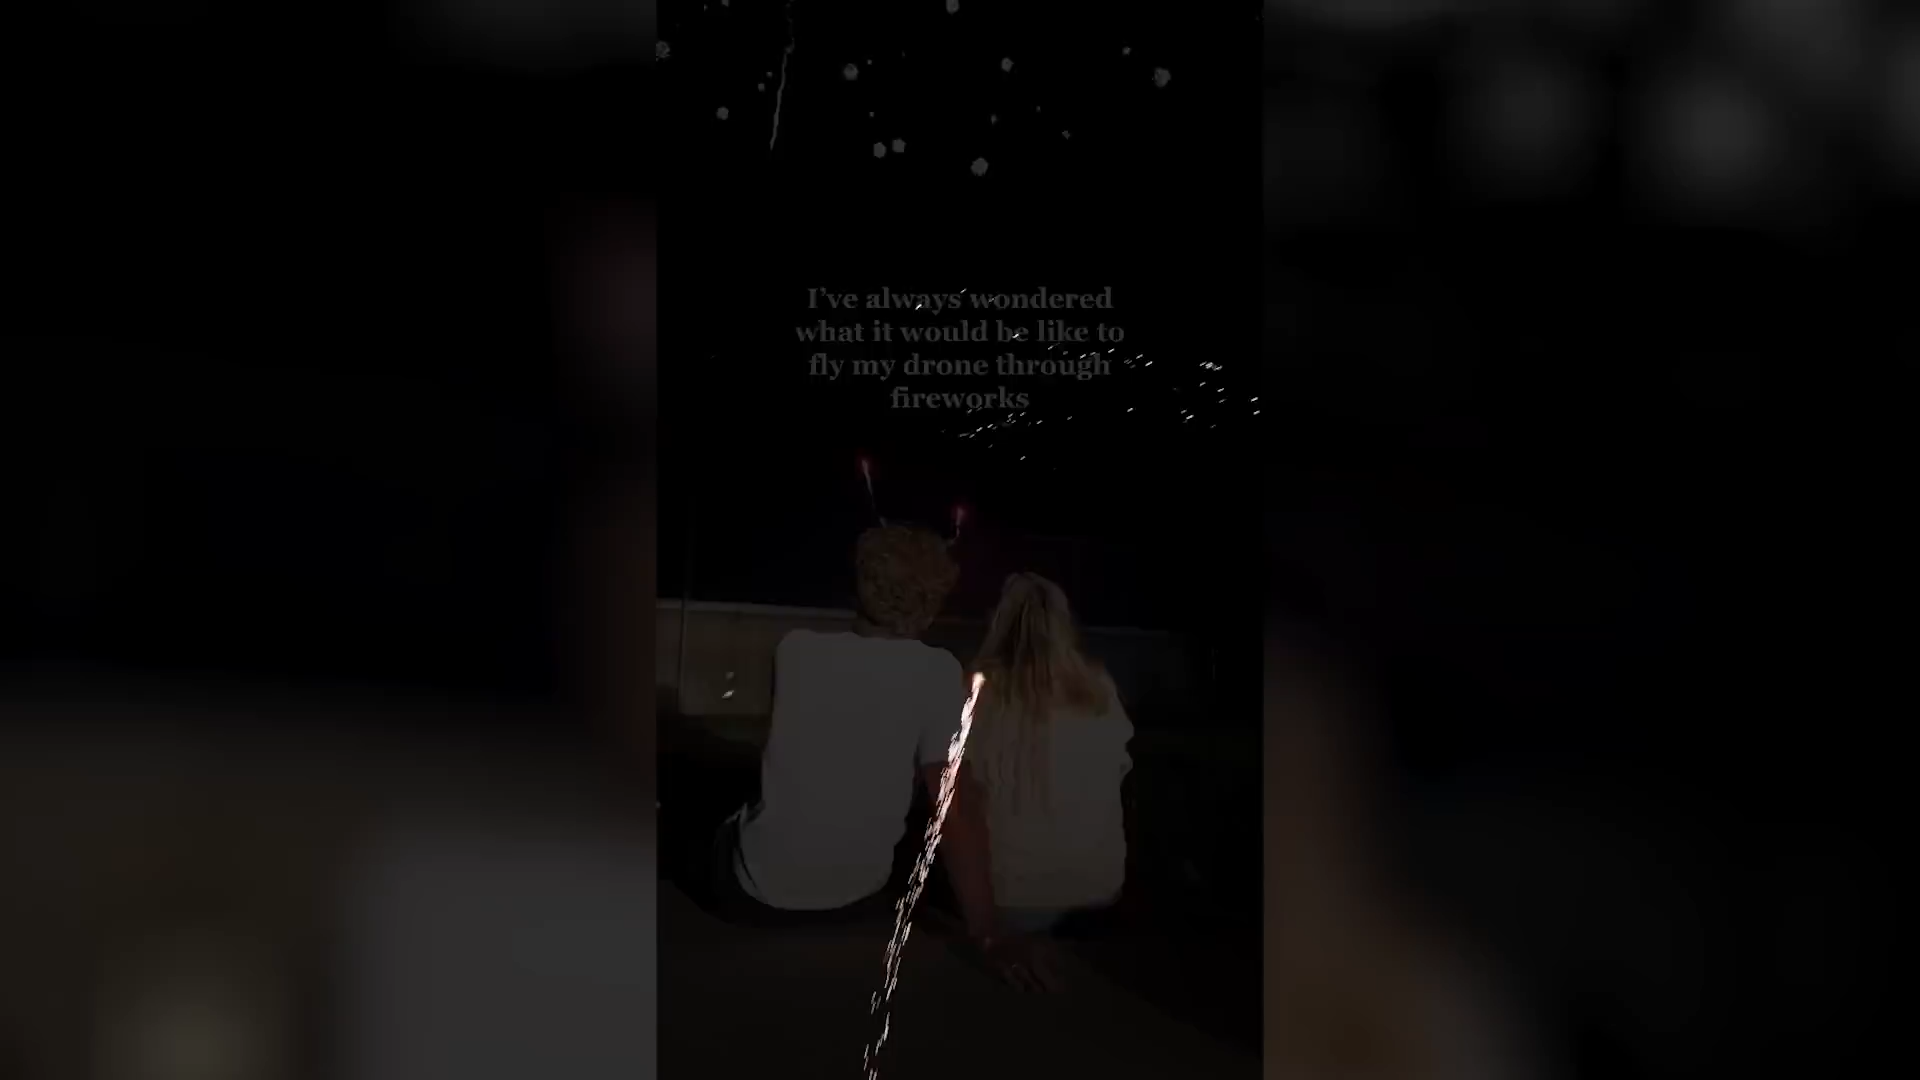 I've always wondered
what it would be like to
fly my drone through
fireworks